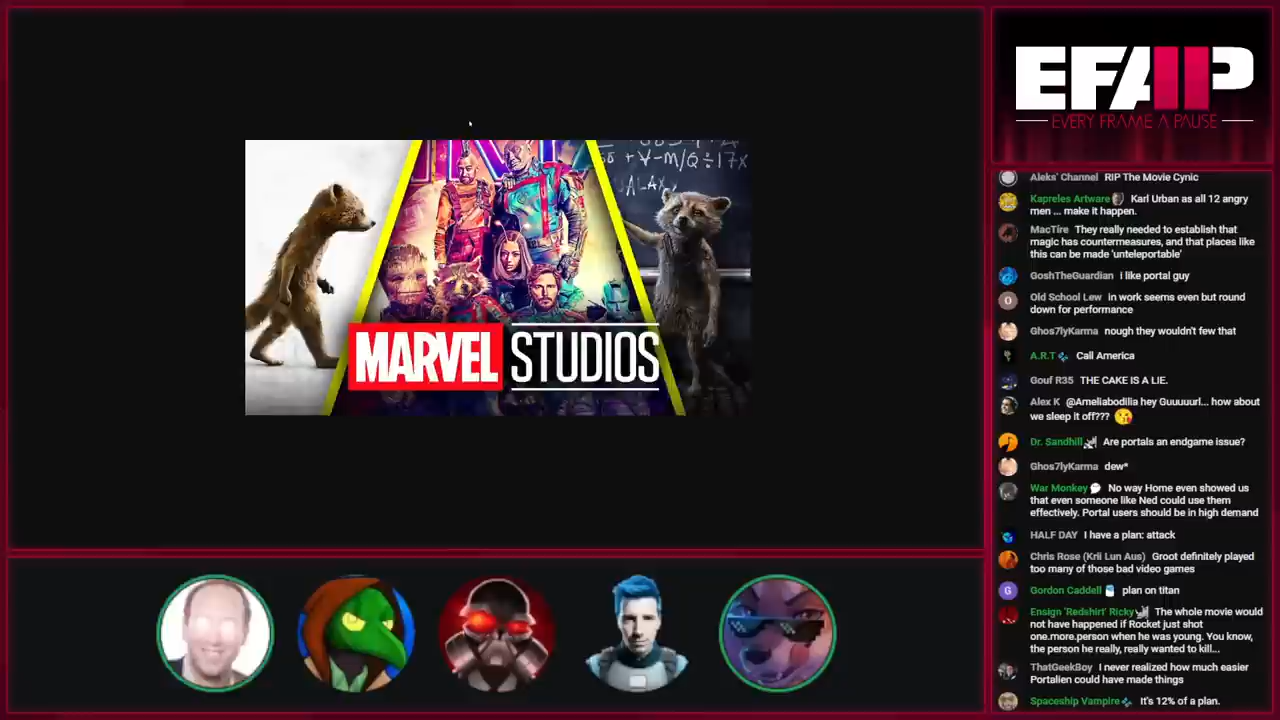 + V-M/Q÷17X
ALAX
MARVEL STUDIOS
EFAP
EVERY FRAME A PAUSE
Aleks' Channel RIP The Movie Cynic
Kapreles Artware Karl Urban as all 12 angry
men ... make it happen.
MacTire They really needed to establish that
magic has countermeasures, and that places like
this can be made 'unteleportable'
GoshTheGuardian i like portal guy
Old School Lew in work seems even but round
down for performance
Ghos7lyKarma nough they wouldn't few that
A.R.T Call America
Gouf R35 THE CAKE IS A LIE.
Alex K @Ameliabodilia hey Guuuuurl... how about
we sleep it off??? 😘
Dr. Sandhill Are portals an endgame issue?
Ghos7lyKarma dew*
War Monkey No way Home even showed us
that even someone like Ned could use them
effectively. Portal users should be in high demand
HALF DAY I have a plan: attack
Chris Rose (Krii Lun Aus) Groot definitely played
too many of those bad video games
G Gordon Caddell plan on titan
Ensign 'Redshirt' Ricky The whole movie would
not have happened if Rocket just shot
one.more.person when he was young. You know,
the person he really, really wanted to kill...
ThatGeekBoy I never realized how much easier
Portalien could have made things
Spaceship Vampire It's 12% of a plan.